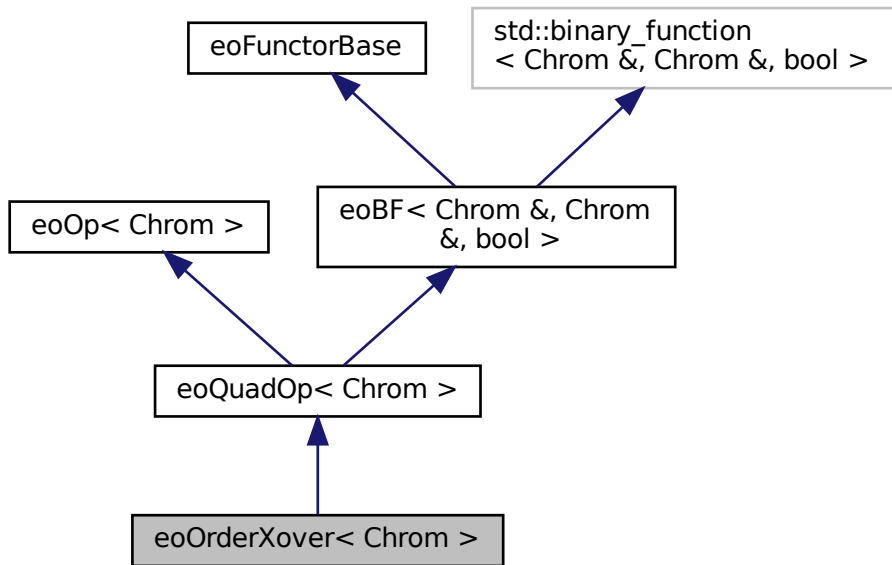 eoFunctorBase
std::binary_function
< Chrom &, Chrom &, bool >
eoOp< Chrom >
eoBF< Chrom &, Chrom
&, bool >
eoQuadOp< Chrom >
eoOrderXover< Chrom >